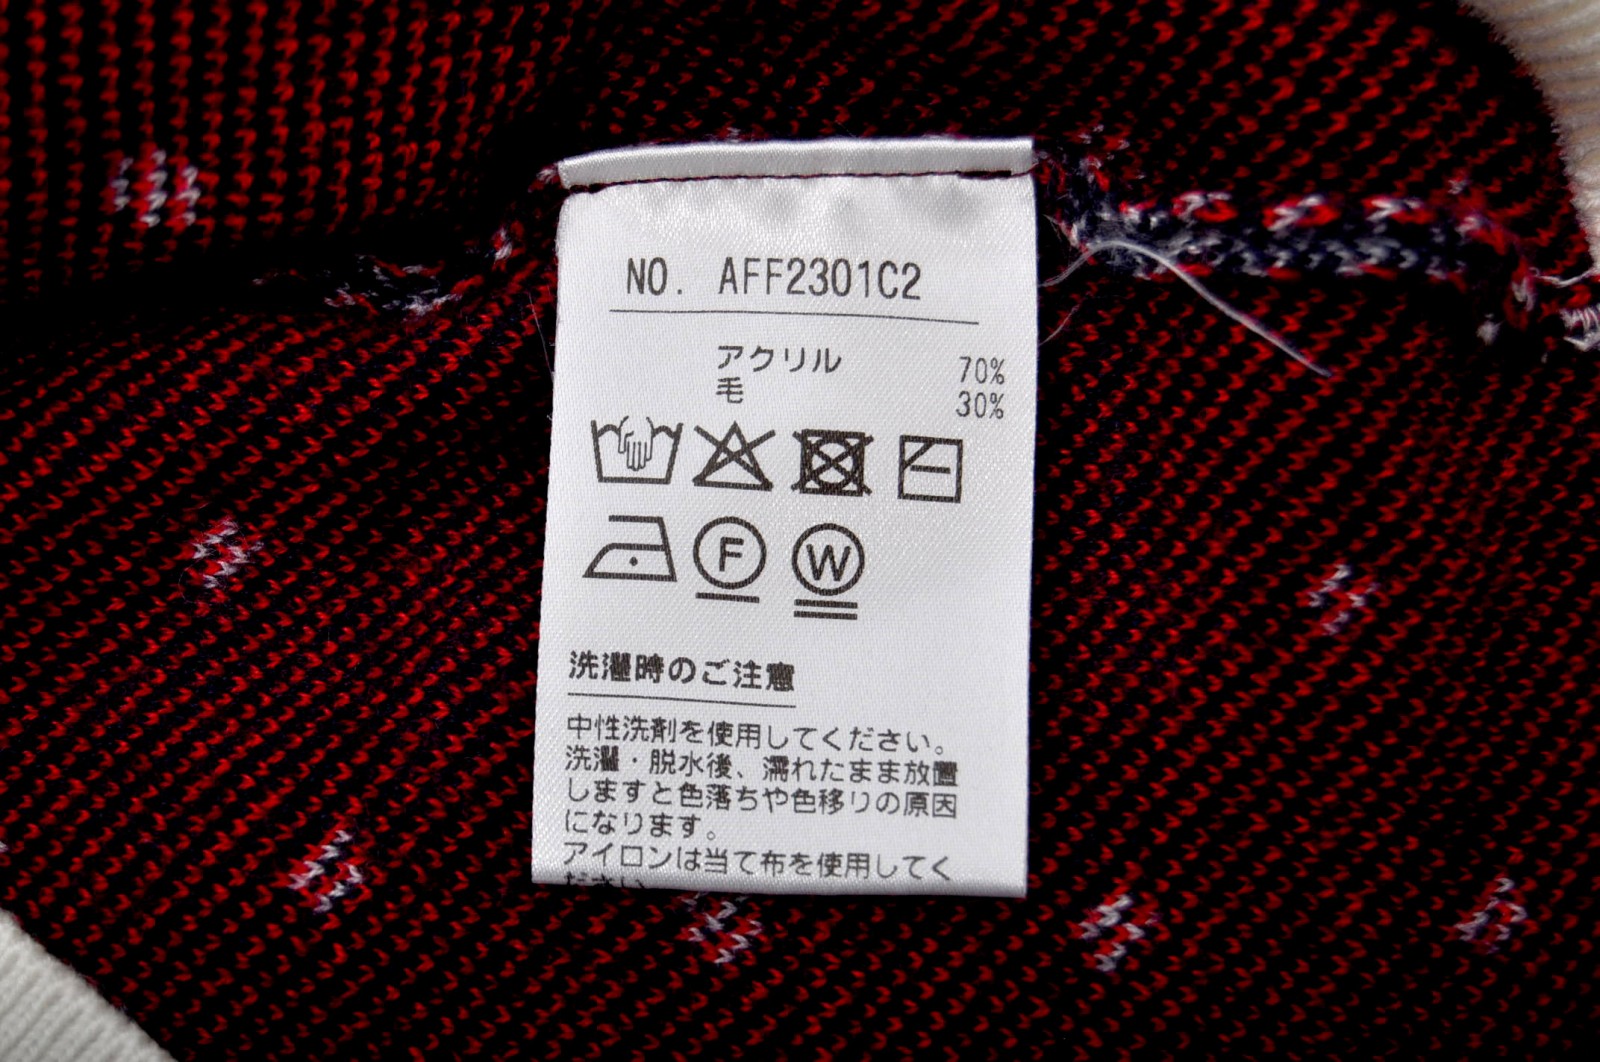 NO. AFF2301C2
アクリル 70%
毛 30%
F W
洗濯時のご注意
中性洗剤を使用してください。
洗濯・脱水後、濡れたまま放置
しますと色落ちや色移りの原因
になります。
アイロンは当て布を使用してく
ださい